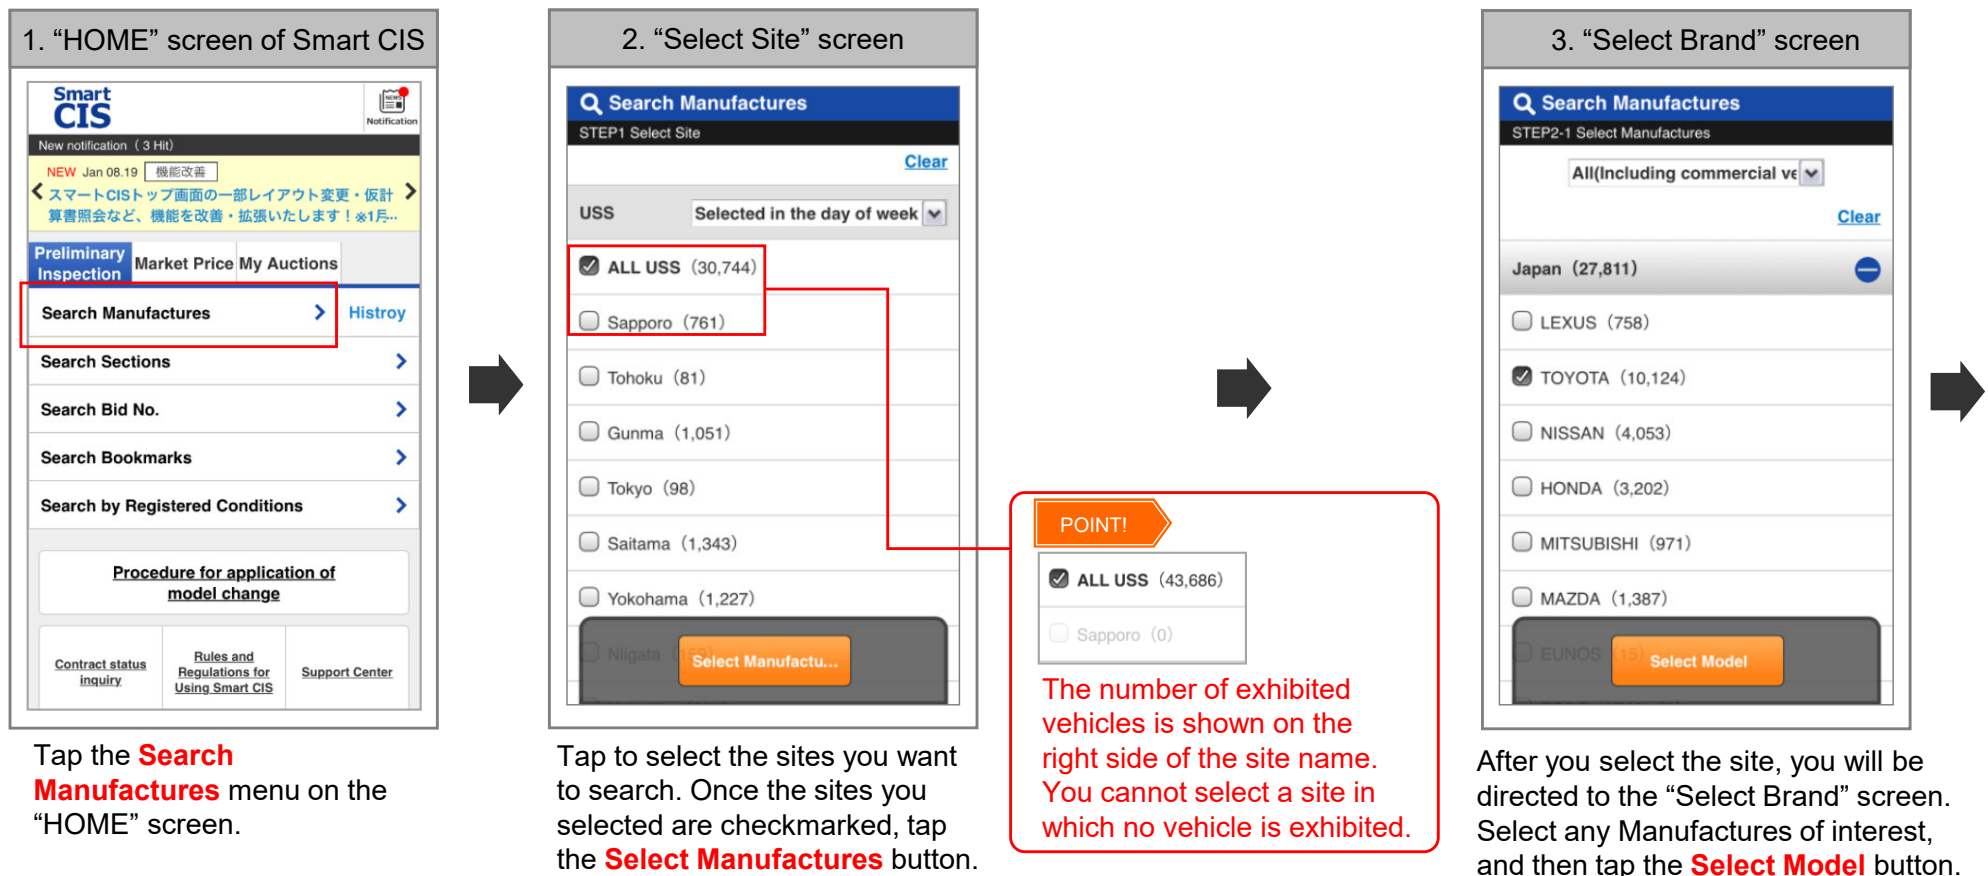 1. “HOME” screen of Smart CIS
Smart
CIS
NEWS
Notification
New notification（ 3 Hit）
NEW Jan 08.19 機能改善
スマートCISトップ画面の一部レイアウト変更・仮計
算書照会など、機能を改善・拡張いたします！※1月...
Preliminary
Inspection
Market Price
My Auctions
Search Manufactures
Histroy
Search Sections
Search Bid No.
Search Bookmarks
Search by Registered Conditions
Procedure for application of
model change
Contract status
inquiry
Rules and
Regulations for
Using Smart CIS
Support Center
Tap the Search
Manufactures menu on the
“HOME” screen.
2. “Select Site” screen
Search Manufactures
STEP1 Select Site
Clear
USS
Selected in the day of week
ALL USS（30,744）
Sapporo（761）
Tohoku（81）
Gunma（1,051）
Tokyo（98）
Saitama（1,343）
Yokohama（1,227）
Niigata（159）
Select Manufactu...
Tap to select the sites you want
to search. Once the sites you
selected are checkmarked, tap
the Select Manufactures button.
POINT!
ALL USS（43,686）
Sapporo（0）
The number of exhibited
vehicles is shown on the
right side of the site name.
You cannot select a site in
which no vehicle is exhibited.
3. “Select Brand” screen
Search Manufactures
STEP2-1 Select Manufactures
All(Including commercial ve
Clear
Japan（27,811）
LEXUS（758）
TOYOTA（10,124）
NISSAN（4,053）
HONDA（3,202）
MITSUBISHI（971）
MAZDA（1,387）
EUNOS（15）
Select Model
After you select the site, you will be
directed to the “Select Brand” screen.
Select any Manufactures of interest,
and then tap the Select Model button.